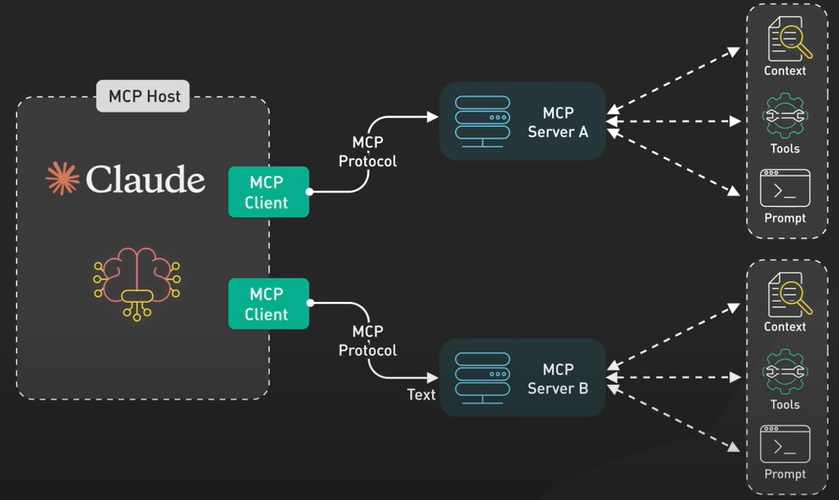 MCP Host
Claude
MCP
Client
MCP
Protocol
MCP
Server A
Context
Tools
Prompt
MCP
Client
MCP
Protocol
Text
MCP
Server B
Context
Tools
Prompt